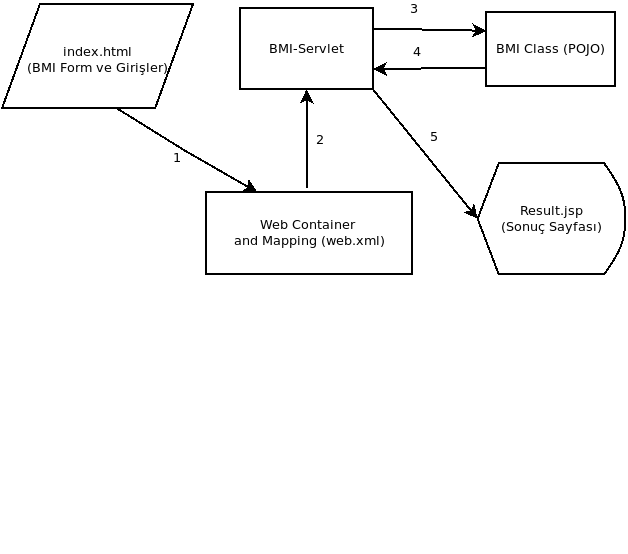 index.html
(BMI Form ve Girişler)
BMI-Servlet
3
4
BMI Class (POJO)
1
2
5
Web Container
and Mapping (web.xml)
Result.jsp
(Sonuç Sayfası)